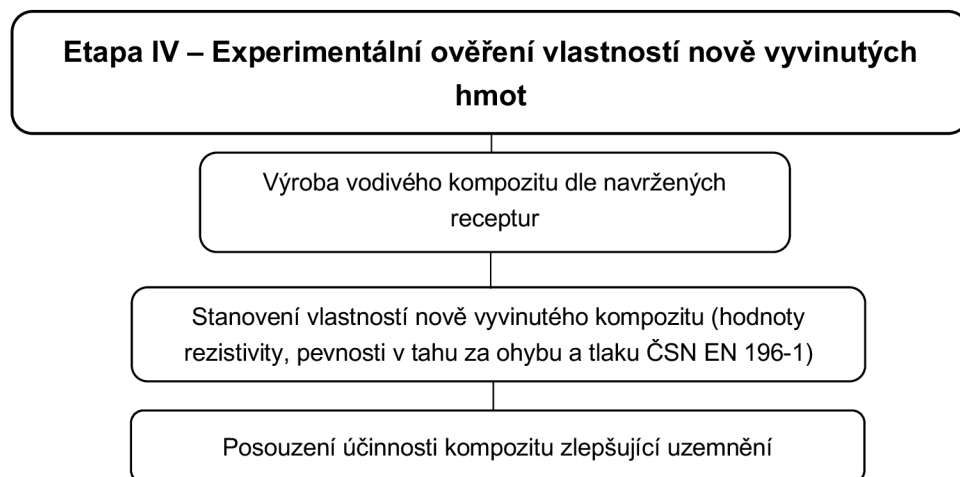 Etapa IV – Experimentální ověření vlastností nově vyvinutých
hmot
Výroba vodivého kompozitu dle navržených
receptur
Stanovení vlastností nově vyvinutého kompozitu (hodnoty
rezistivity, pevnosti v tahu za ohybu a tlaku ČSN EN 196-1)
Posouzení účinnosti kompozitu zlepšující uzemnění